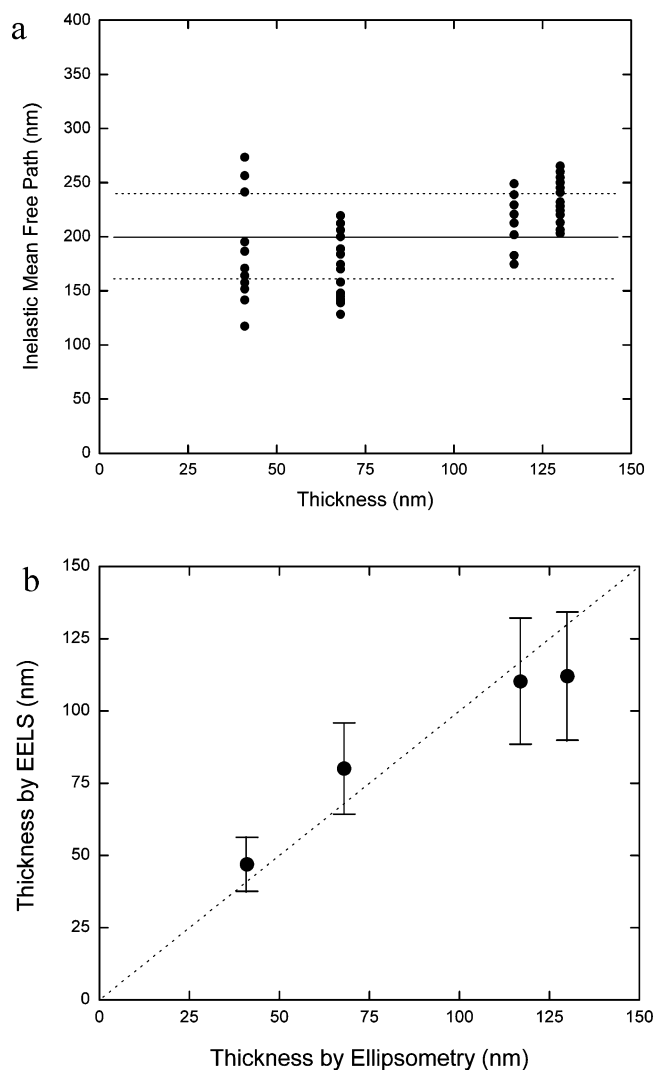 a
400
350
300
250
200
150
100
50
0
Inelastic Mean Free Path (nm)
0 25 50 75 100 125 150
Thickness (nm)
b
150
125
100
75
50
25
0
Thickness by EELS (nm)
0 25 50 75 100 125 150
Thickness by Ellipsometry (nm)